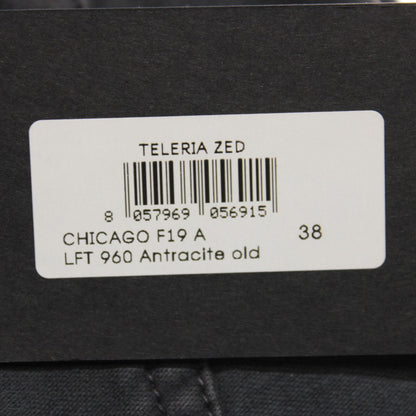 TELERIA ZED
8 057969 056915
CHICAGO F19 A 38
LFT 960 Antracite old